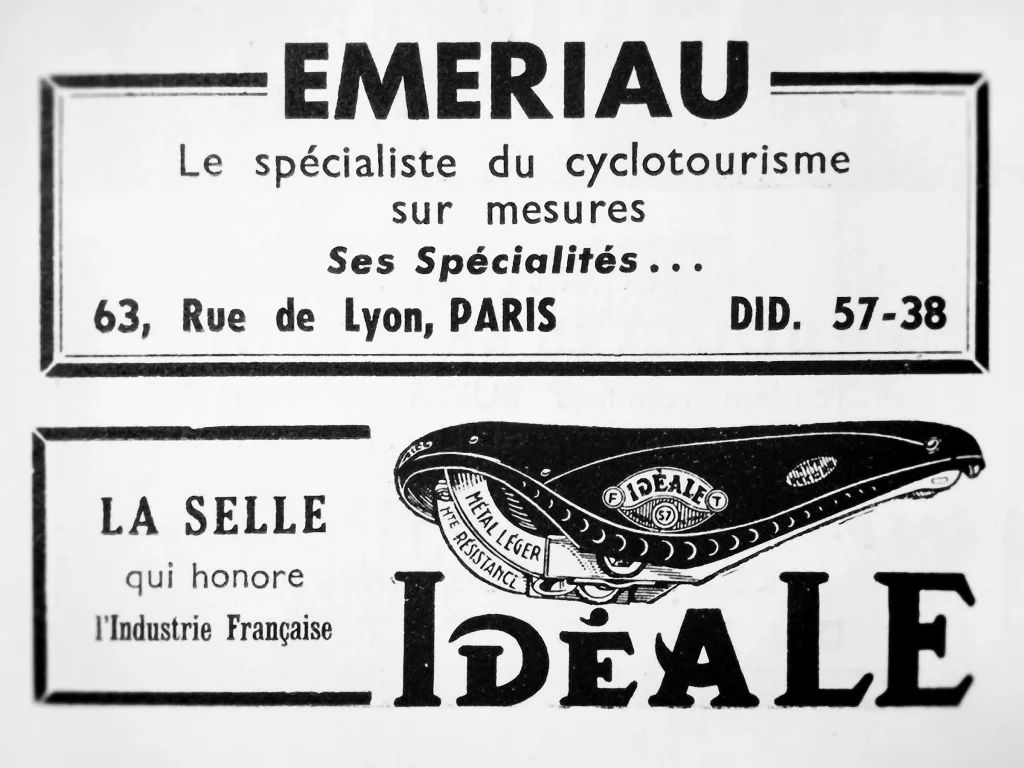 EMERIAU
Le spécialiste du cyclotourisme
sur mesures
Ses Spécialités...
63, Rue de Lyon, PARIS DID. 57-38
LA SELLE
qui honore
l'Industrie Française
F IDÉALE T
57
MÉTAL LÉGER
HTE RÉSISTANCE
IDÉALE